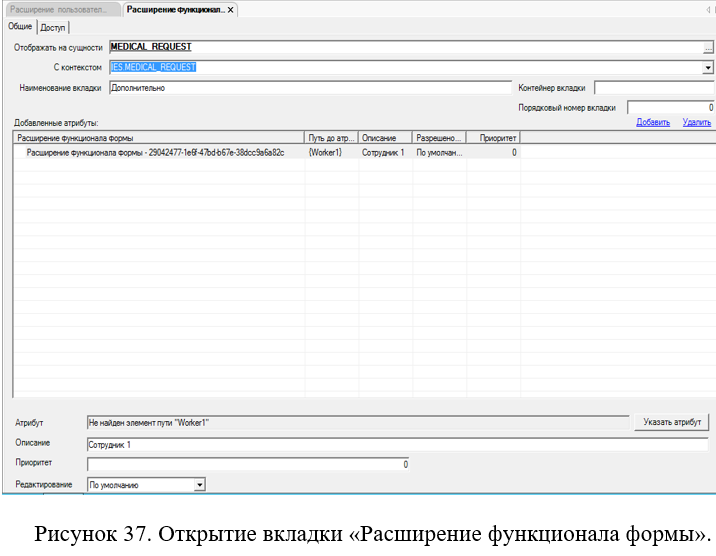 Расширение пользовател..
Расширение функционал.. X
Общие Доступ
Отображать на сущности MEDICAL_REQUEST ...
С контекстом IES.MEDICAL_REQUEST
Наименование вкладки Дополнительно Контейнер вкладки
Порядковый номер вкладки 0
Добавленные атрибуты: Добавить Удалить
Расширение функционала формы Путь до атр... Описание Разрешено... Приоритет
Расширение функционала формы - 29042477-1e6f-47bd-b67e-38dcc9a6a82c {Worker1} Сотрудник 1 По умолчан... 0
Атрибут Не найден элемент пути "Worker1" Указать атрибут
Описание Сотрудник 1
Приоритет 0
Редактирование По умолчанию
Рисунок 37. Открытие вкладки «Расширение функционала формы».